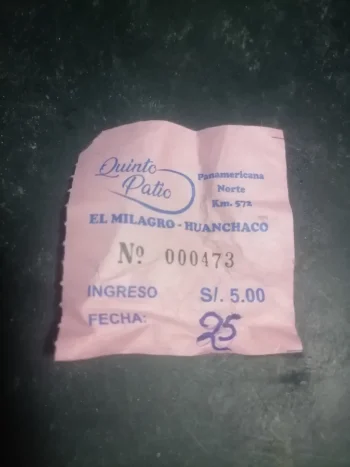 Quinto
Patio
Panamericana
Norte
Km. 572
EL MILAGRO - HUANCHACO
Nº 000473
INGRESO S/. 5.00
FECHA: 25